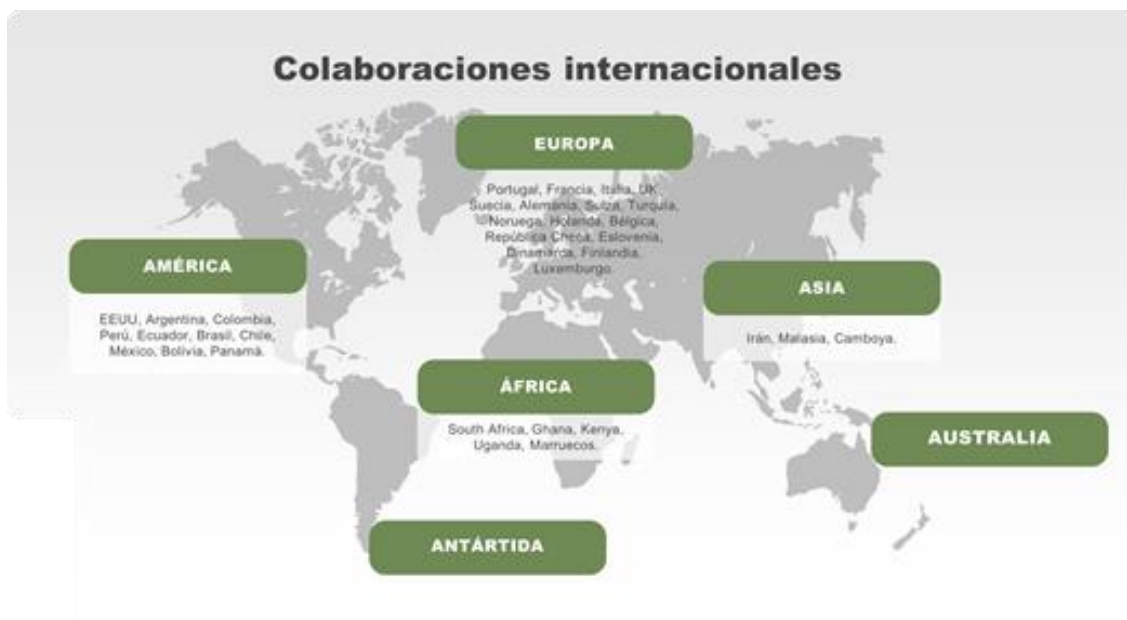 Colaboraciones internacionales
EUROPA
Portugal, Francia, Italia, UK,
Suecia, Alemania, Suiza, Turquía,
Noruega, Holanda, Bélgica,
República Checa, Eslovenia,
Dinamarca, Finlandia,
Luxemburgo.
AMÉRICA
EEUU, Argentina, Colombia,
Perú, Ecuador, Brasil, Chile,
México, Bolivia, Panamá.
ASIA
Irán, Malasia, Camboya.
ÁFRICA
South Africa, Ghana, Kenya,
Uganda, Marruecos.
AUSTRALIA
ANTÁRTIDA